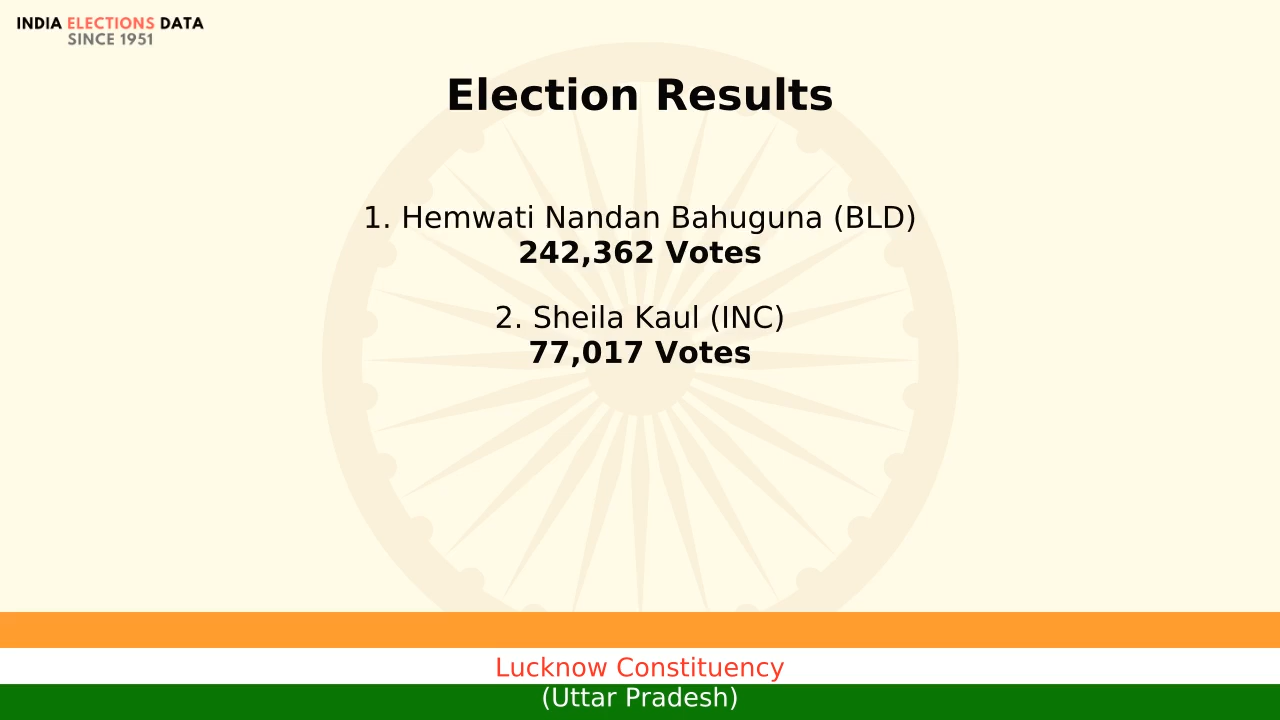 INDIA ELECTIONS DATA
SINCE 1951
Election Results
1. Hemwati Nandan Bahuguna (BLD)
242,362 Votes
2. Sheila Kaul (INC)
77,017 Votes
Lucknow Constituency
(Uttar Pradesh)